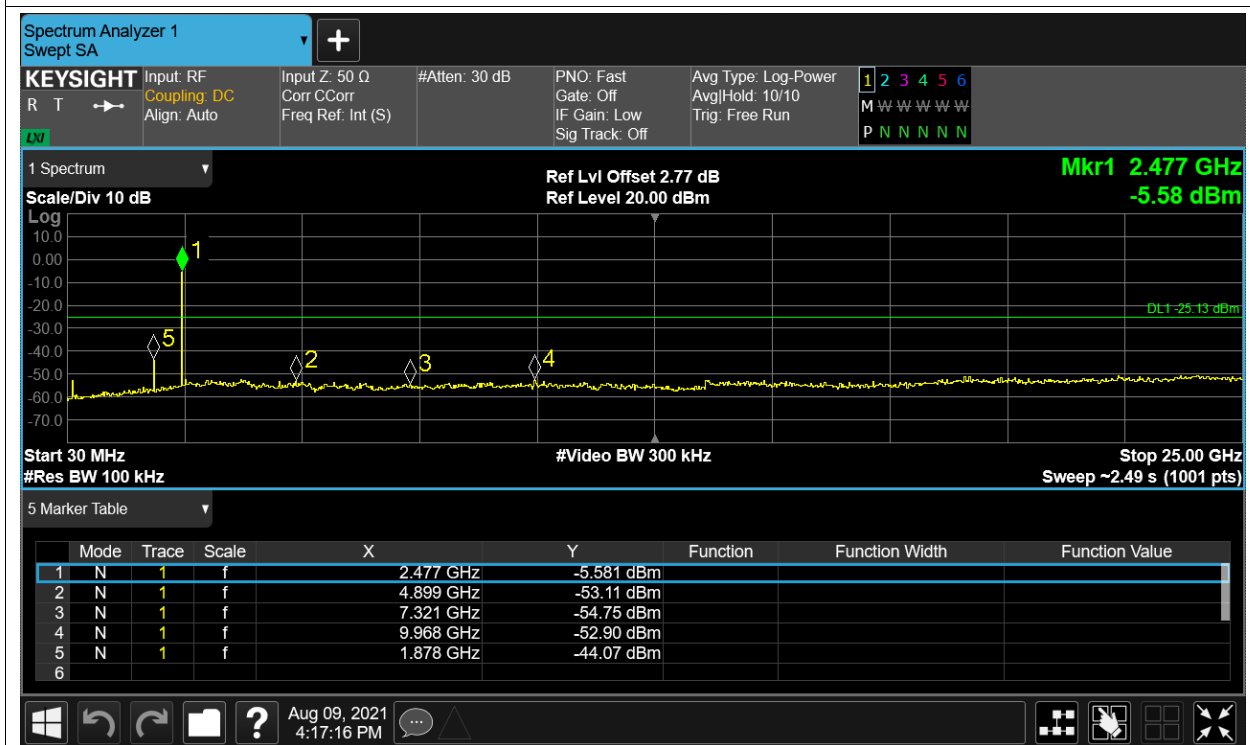 Spectrum Analyzer 1
Swept SA
+
KEYSIGHT Input: RF Input Z: 50 Ω #Atten: 30 dB PNO: Fast Avg Type: Log-Power 1 2 3 4 5 6
R T Coupling: DC Corr CCorr Gate: Off Avg|Hold: 10/10 M W W W W W
Align: Auto Freq Ref: Int (S) IF Gain: Low Trig: Free Run
LXI Sig Track: Off P N N N N N
1 Spectrum Ref Lvl Offset 2.77 dB Mkr1 2.477 GHz
Scale/Div 10 dB Ref Level 20.00 dBm -5.58 dBm
Log
10.0
1
0.00
-10.0
-20.0
DL1 -25.13 dBm
-30.0
5
-40.0
2 3 4
-50.0
-60.0
-70.0
Start 30 MHz #Video BW 300 kHz Stop 25.00 GHz
#Res BW 100 kHz Sweep ~2.49 s (1001 pts)
5 Marker Table
Mode Trace Scale X Y Function Function Width Function Value
1 N 1 f 2.477 GHz -5.581 dBm
2 N 1 f 4.899 GHz -53.11 dBm
3 N 1 f 7.321 GHz -54.75 dBm
4 N 1 f 9.968 GHz -52.90 dBm
5 N 1 f 1.878 GHz -44.07 dBm
6
? Aug 09, 2021
4:17:16 PM